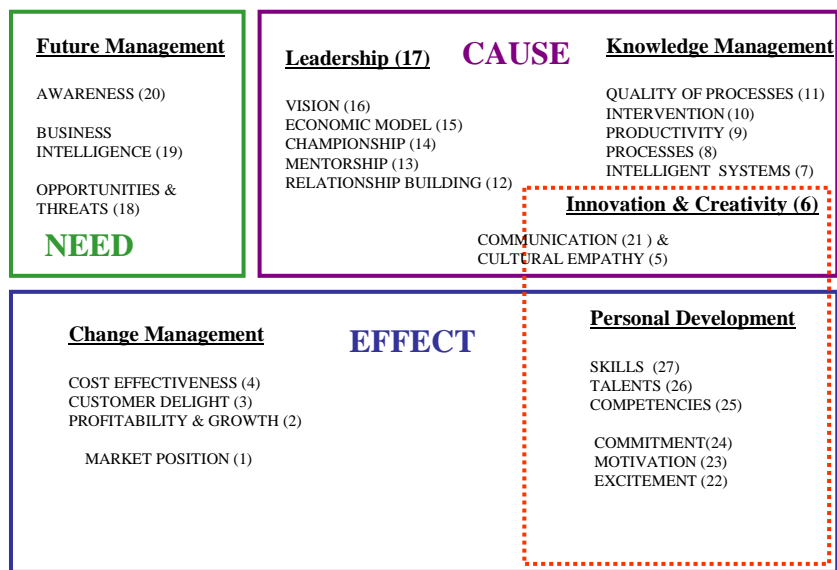 Future Management
AWARENESS (20)
BUSINESS
INTELLIGENCE (19)
OPPORTUNITIES &
THREATS (18)
NEED
Leadership (17)
CAUSE
VISION (16)
ECONOMIC MODEL (15)
CHAMPIONSHIP (14)
MENTORSHIP (13)
RELATIONSHIP BUILDING (12)
Knowledge Management
QUALITY OF PROCESSES (11)
INTERVENTION (10)
PRODUCTIVITY (9)
PROCESSES (8)
INTELLIGENT SYSTEMS (7)
Innovation & Creativity (6)
COMMUNICATION (21 ) &
CULTURAL EMPATHY (5)
Change Management
EFFECT
COST EFFECTIVENESS (4)
CUSTOMER DELIGHT (3)
PROFITABILITY & GROWTH (2)
MARKET POSITION (1)
Personal Development
SKILLS (27)
TALENTS (26)
COMPETENCIES (25)
COMMITMENT(24)
MOTIVATION (23)
EXCITEMENT (22)